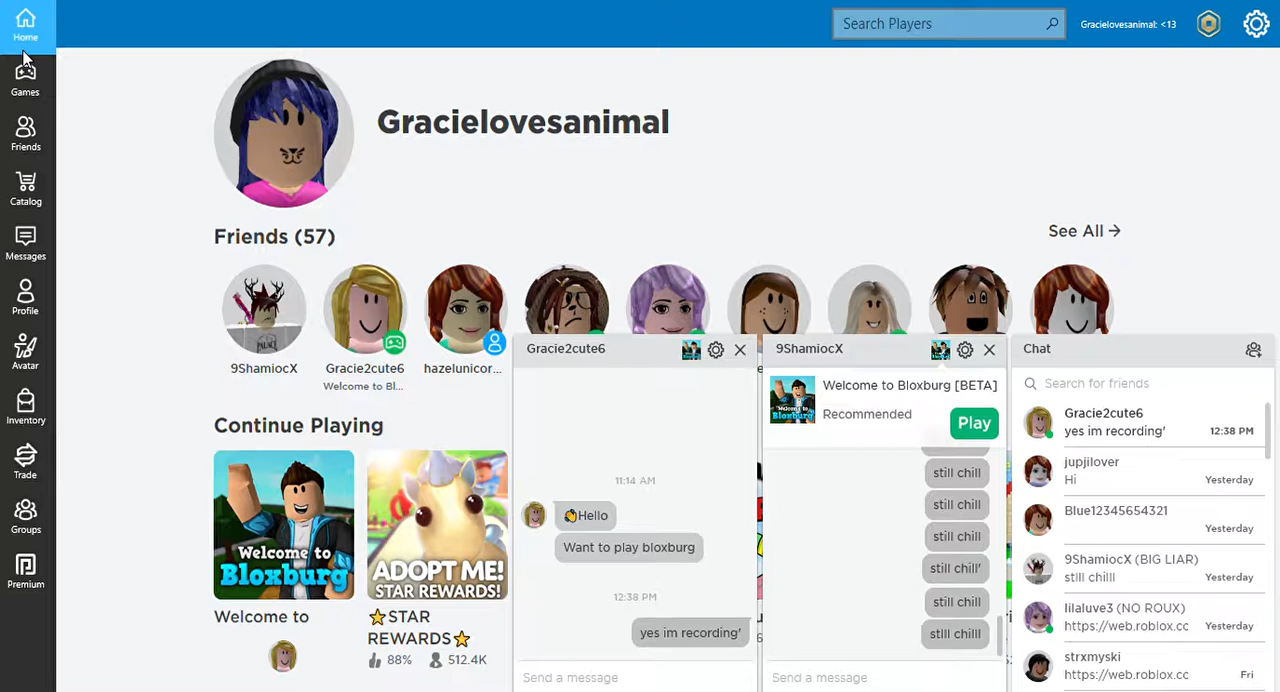 Home
Search Players
Gracielovesanimal: <13
Games
Friends
Catalog
Messages
Profile
Avatar
Inventory
Trade
Groups
Premium
Gracielovesanimal
Friends (57)
See All →
9ShamiocX
Gracie2cute6
Welcome to Bl...
hazelunicor...
Continue Playing
Welcome to
Bloxburg
Welcome to
ADOPT ME!
STAR REWARDS!
⭐STAR
REWARDS⭐
88% 512.4K
Gracie2cute6
11:14 AM
👋Hello
Want to play bloxburg
12:38 PM
yes im recording'
Send a message
9ShamiocX
Welcome to Bloxburg [BETA]
Recommended
Play
still chill
still chill
still chill
still chill'
still chill
still chilll
Send a message
Chat
Search for friends
Gracie2cute6
yes im recording' 12:38 PM
jupjilover
Hi Yesterday
Blue12345654321
Yesterday
9ShamiocX (BIG LIAR)
still chilll Yesterday
lilaluve3 (NO ROUX)
https://web.roblox.cc Yesterday
strxmyski
https://web.roblox.cc Fri